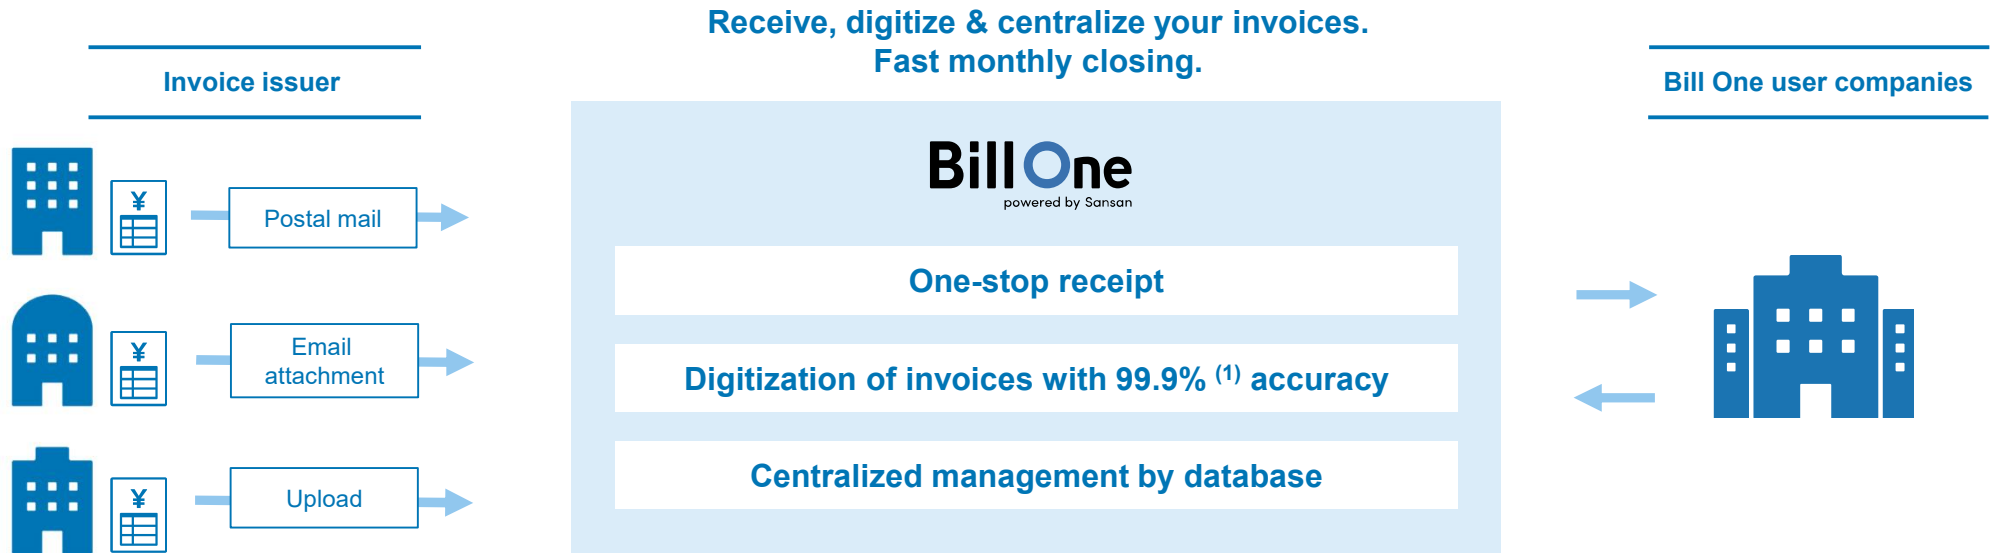 Receive, digitize & centralize your invoices.
Fast monthly closing.
Invoice issuer
Bill One user companies
¥
Postal mail
¥
Email
attachment
¥
Upload
Bill One
powered by Sansan
One-stop receipt
Digitization of invoices with 99.9% (1) accuracy
Centralized management by database